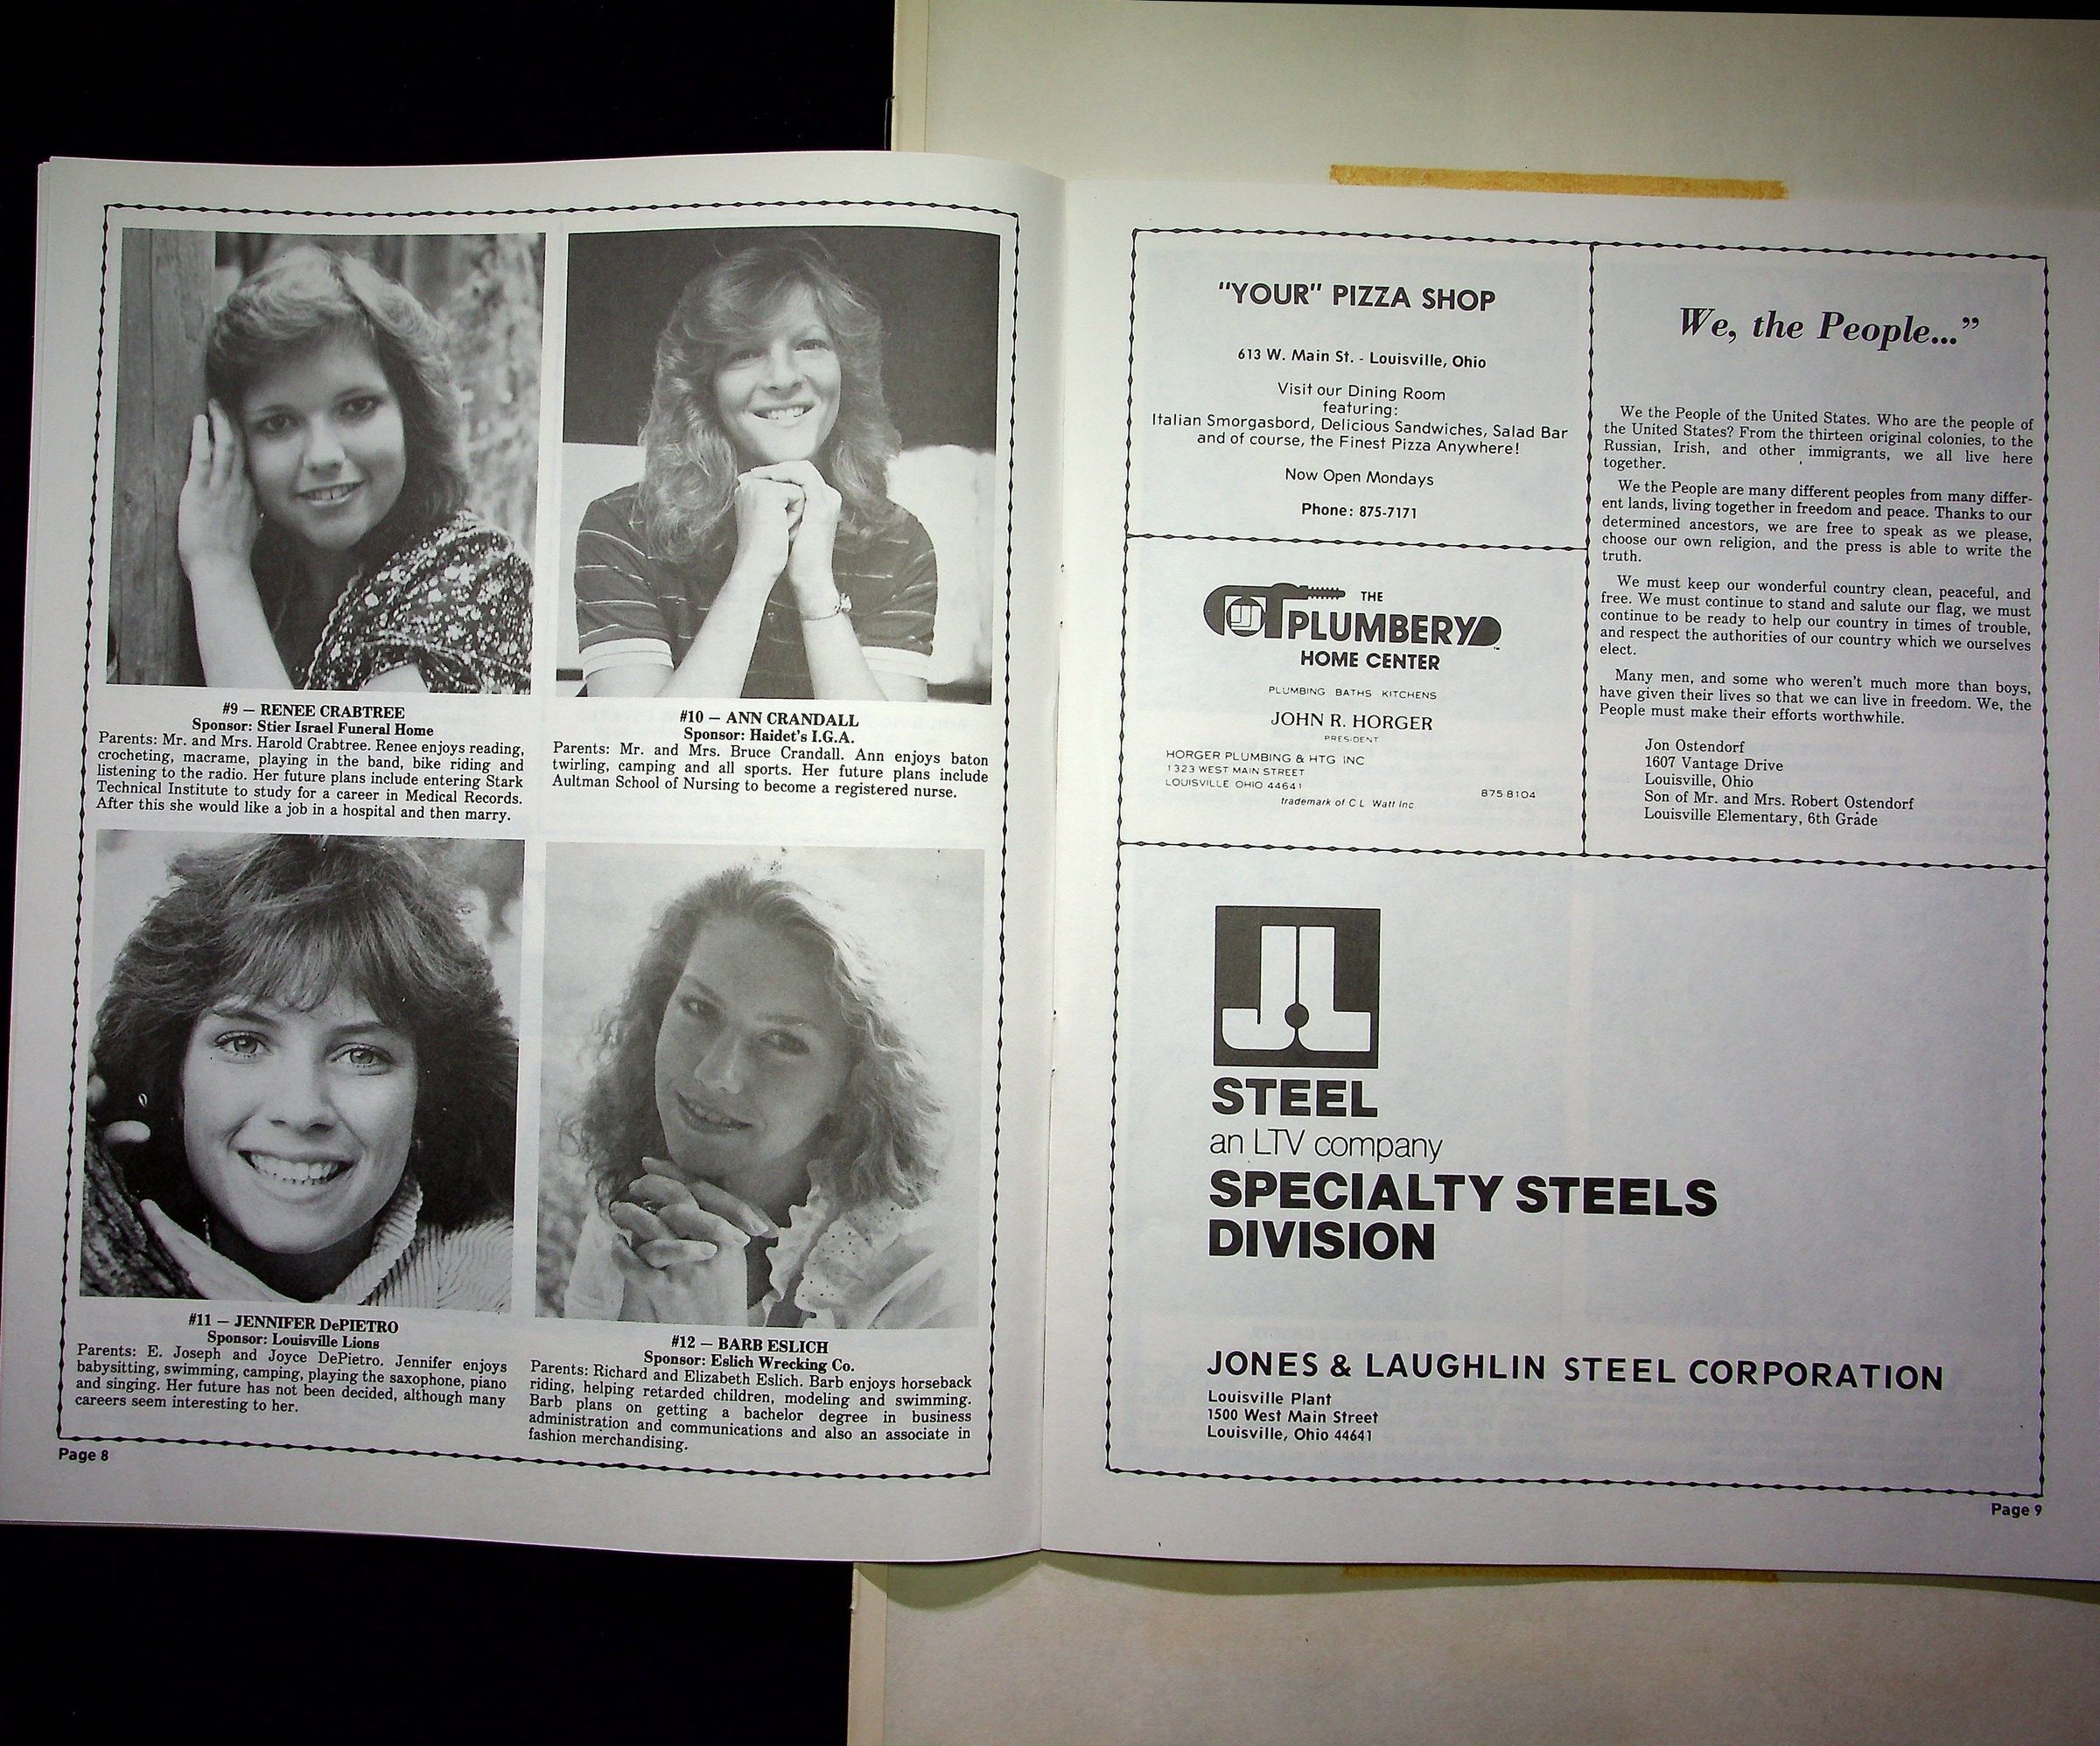 #9 — RENEE CRABTREE
Sponsor: Stier Israel Funeral Home
Parents: Mr. and Mrs. Harold Crabtree. Renee enjoys reading,
crocheting, macrame, playing in the band, bike riding and
listening to the radio. Her future plans include entering Stark
Technical Institute to study for a career in Medical Records.
After this she would like a job in a hospital and then marry.
#10 — ANN CRANDALL
Sponsor: Haidet's I.G.A.
Parents: Mr. and Mrs. Bruce Crandall. Ann enjoys baton
twirling, camping and all sports. Her future plans include
Aultman School of Nursing to become a registered nurse.
#11 — JENNIFER DePIETRO
Sponsor: Louisville Lions
Parents: E. Joseph and Joyce DePietro. Jennifer enjoys
babysitting, swimming, camping, playing the saxophone, piano
and singing. Her future has not been decided, although many
careers seem interesting to her.
#12 — BARB ESLICH
Sponsor: Eslich Wrecking Co.
Parents: Richard and Elizabeth Eslich. Barb enjoys horseback
riding, helping retarded children, modeling and swimming.
Barb plans on getting a bachelor degree in business
administration and communications and also an associate in
fashion merchandising.
Page 8
"YOUR" PIZZA SHOP
613 W. Main St. - Louisville, Ohio
Visit our Dining Room
featuring:
Italian Smorgasbord, Delicious Sandwiches, Salad Bar
and of course, the Finest Pizza Anywhere!
Now Open Mondays
Phone: 875-7171
THE
PLUMBERY
HOME CENTER
PLUMBING BATHS KITCHENS
JOHN R. HORGER
PRESIDENT
HORGER PLUMBING & HTG INC
1323 WEST MAIN STREET
LOUISVILLE OHIO 44641
875 8104
trademark of C L Watt Inc
We, the People..."
We the People of the United States. Who are the people of
the United States? From the thirteen original colonies, to the
Russian, Irish, and other immigrants, we all live here
together.
We the People are many different peoples from many differ-
ent lands, living together in freedom and peace. Thanks to our
determined ancestors, we are free to speak as we please,
choose our own religion, and the press is able to write the
truth.
We must keep our wonderful country clean, peaceful, and
free. We must continue to stand and salute our flag, we must
continue to be ready to help our country in times of trouble,
and respect the authorities of our country which we ourselves
elect.
Many men, and some who weren't much more than boys,
have given their lives so that we can live in freedom. We, the
People must make their efforts worthwhile.
Jon Ostendorf
1607 Vantage Drive
Louisville, Ohio
Son of Mr. and Mrs. Robert Ostendorf
Louisville Elementary, 6th Grade
JL
STEEL
an LTV company
SPECIALTY STEELS
DIVISION
JONES & LAUGHLIN STEEL CORPORATION
Louisville Plant
1500 West Main Street
Louisville, Ohio 44641
Page 9